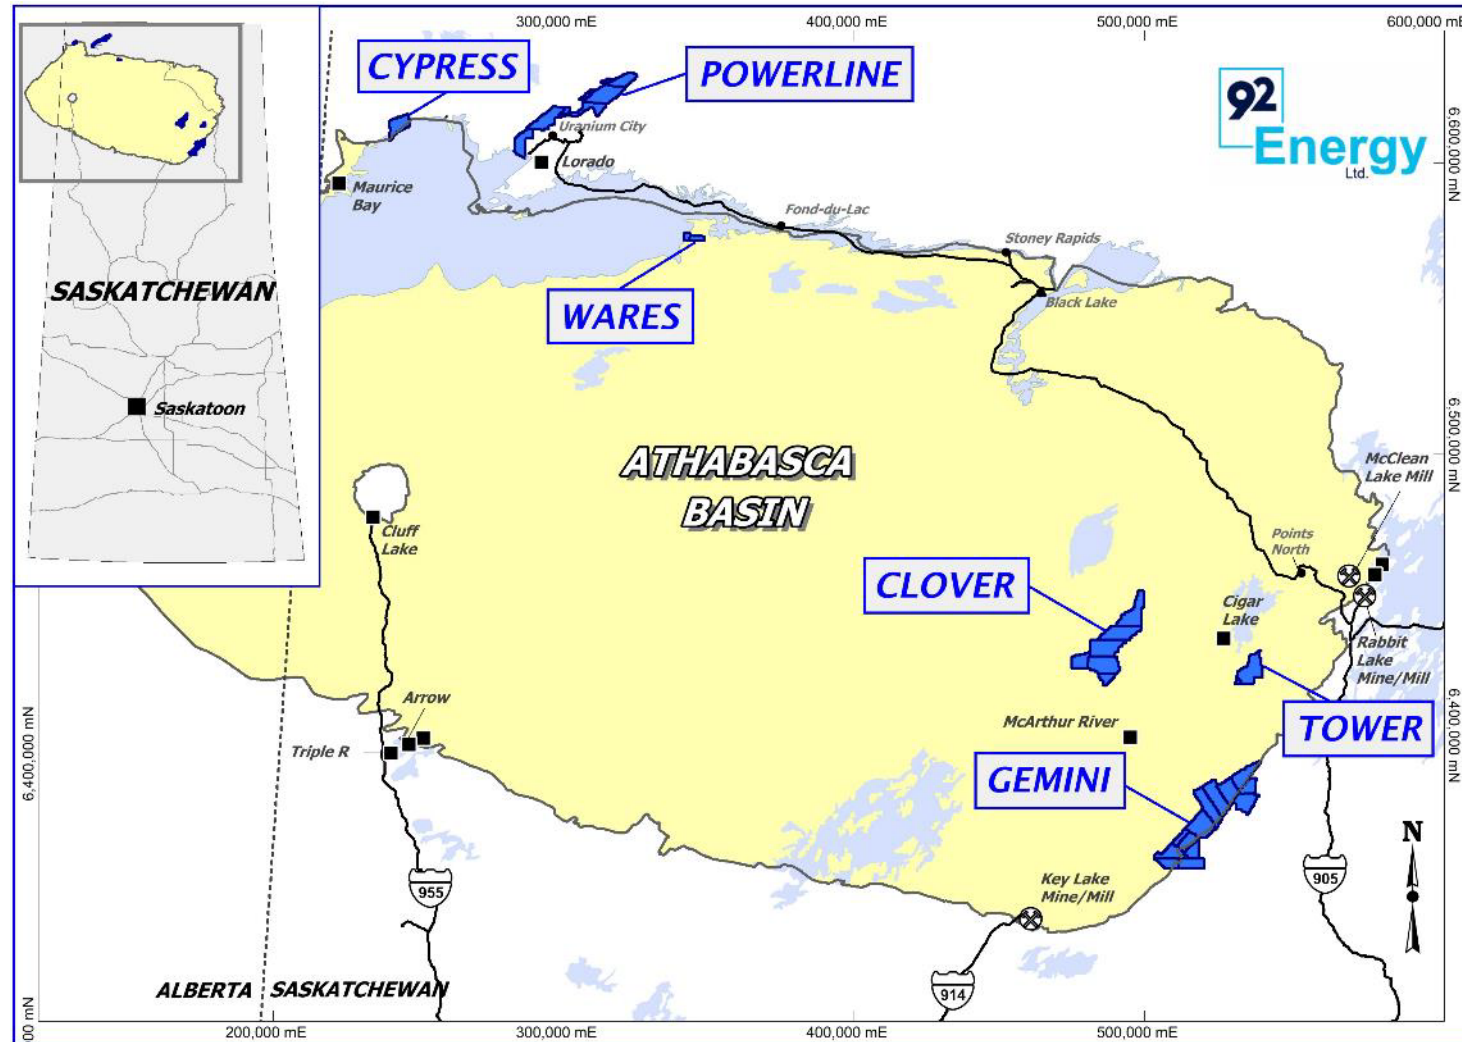 300,000 mE
400,000 mE
500,000 mE
600,000 mE
CYPRESS
POWERLINE
92
Energy
Ltd.
6,600,000 mN
Uranium City
Lorado
Maurice
Bay
Fond-du-Lac
Stoney Rapids
Black Lake
WARES
SASKATCHEWAN
Saskatoon
ATHABASCA
BASIN
6,500,000 mN
McClean
Lake Mill
Cluff
Lake
Points
North
CLOVER
Cigar
Lake
Rabbit
Lake
Mine/Mill
Arrow
Triple R
McArthur River
TOWER
6,400,000 mN
6,400,000 mN
GEMINI
N
955
Key Lake
Mine/Mill
905
914
ALBERTA
SASKATCHEWAN
00 mN
200,000 mE
300,000 mE
400,000 mE
500,000 mE